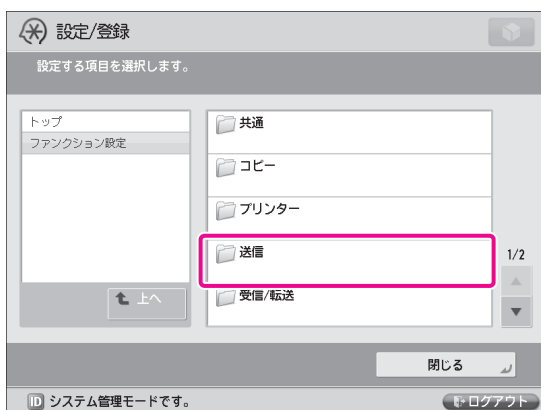 設定/登録
設定する項目を選択します。
トップ
ファンクション設定
上へ
共通
コピー
プリンター
送信
受信/転送
1/2
閉じる
ID システム管理モードです。
ログアウト